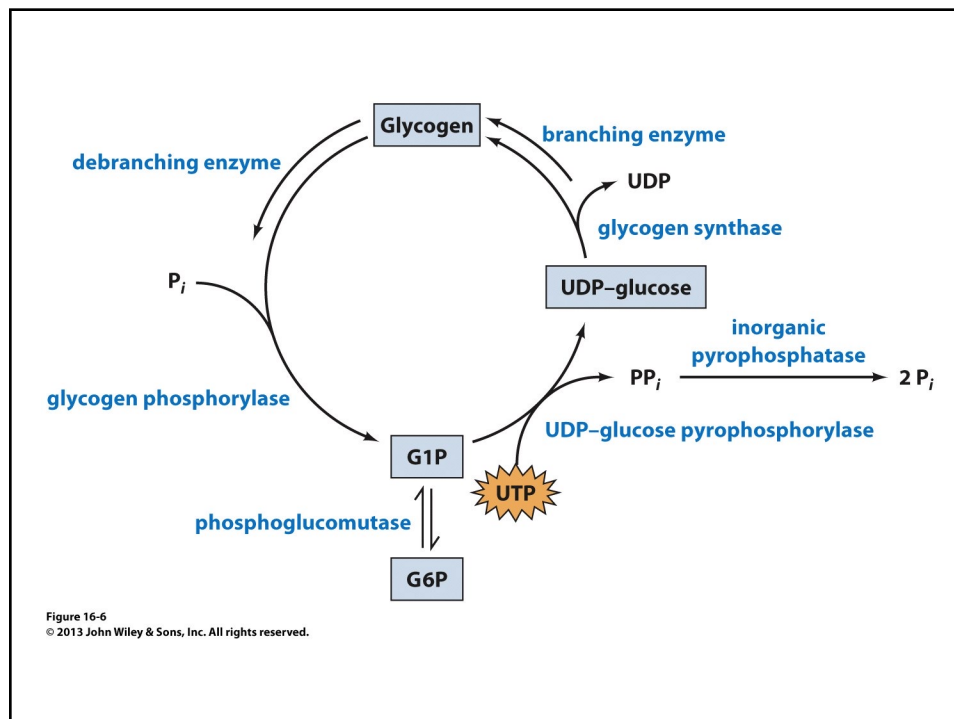 Glycogen
branching enzyme
debranching enzyme
UDP
glycogen synthase
Pi
UDP–glucose
inorganic
pyrophosphatase
PPi
2 Pi
glycogen phosphorylase
UDP–glucose pyrophosphorylase
G1P
UTP
phosphoglucomutase
G6P
Figure 16-6
© 2013 John Wiley & Sons, Inc. All rights reserved.